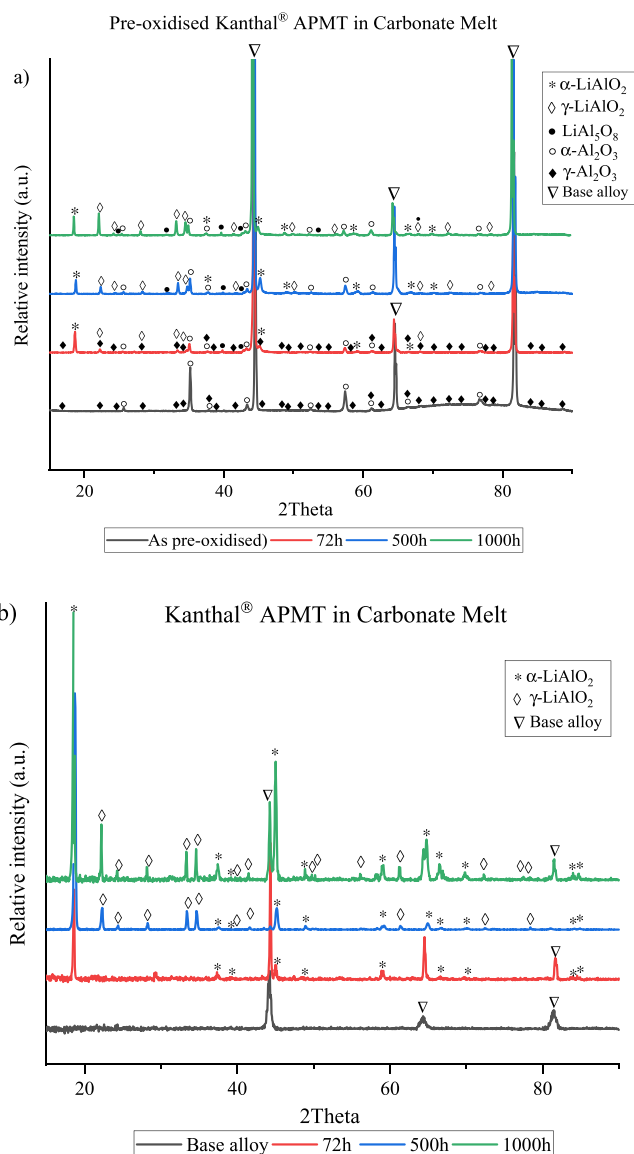 Pre-oxidised Kanthal® APMT in Carbonate Melt
a)
* α-LiAlO₂
◊ γ-LiAlO₂
● LiAl₅O₈
○ α-Al₂O₃
◆ γ-Al₂O₃
∇ Base alloy
Relative intensity (a.u.)
20 40 60 80
2Theta
As pre-oxidised) 72h 500h 1000h
b)
Kanthal® APMT in Carbonate Melt
* α-LiAlO₂
◊ γ-LiAlO₂
∇ Base alloy
Relative intensity (a.u.)
20 40 60 80
2Theta
Base alloy 72h 500h 1000h